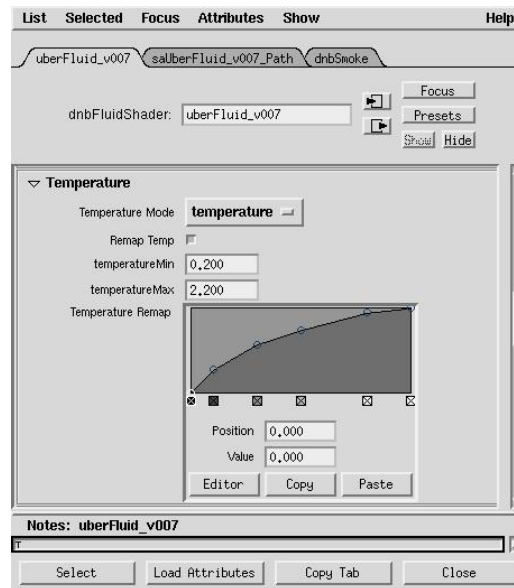 List Selected Focus Attributes Show Help
uberFluid_v007 saUberFluid_v007_Path dnbSmoke
dnbFluidShader: uberFluid_v007
Focus
Presets
Show Hide
Temperature
Temperature Mode temperature
Remap Temp
temperatureMin 0.200
temperatureMax 2.200
Temperature Remap
Position 0.000
Value 0.000
Editor Copy Paste
Notes: uberFluid_v007
Select Load Attributes Copy Tab Close